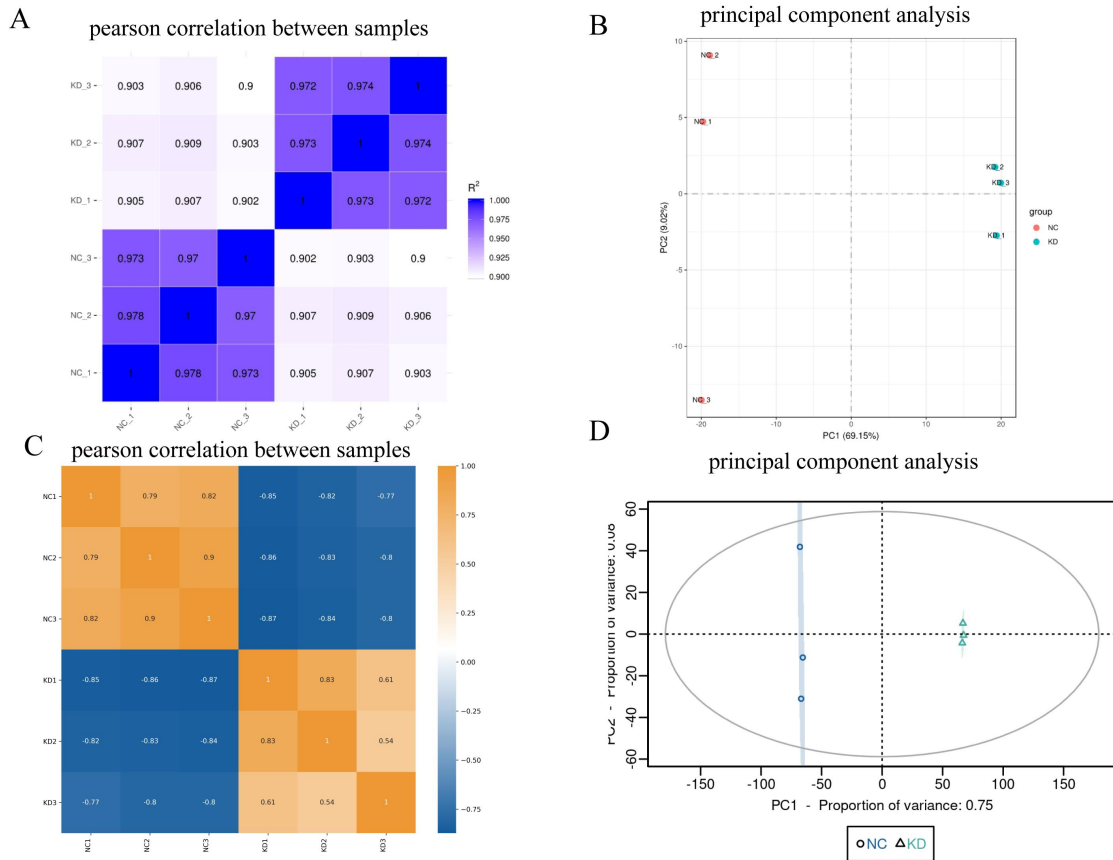 A
pearson correlation between samples
KD_3
0.903 0.906 0.9 0.972 0.974 1
KD_2
0.907 0.909 0.903 0.973 1 0.974
KD_1
0.905 0.907 0.902 1 0.973 0.972
NC_3
0.973 0.97 1 0.902 0.903 0.9
NC_2
0.978 1 0.97 0.907 0.909 0.906
NC_1
1 0.978 0.973 0.905 0.907 0.903
NC_1 NC_2 NC_3 KD_1 KD_2 KD_3
R²
1.000
0.975
0.950
0.925
0.900
B
principal component analysis
10
5
0
-5
-10
PC2 (9.02%)
NC_2
NC_1
KD_2
KD_3
KD_1
NC_3
-20 -10 0 10 20
PC1 (69.15%)
group
NC
KD
C
pearson correlation between samples
NC1 1 0.79 0.82 -0.85 -0.82 -0.77
NC2 0.79 1 0.9 -0.86 -0.83 -0.8
NC3 0.82 0.9 1 -0.87 -0.84 -0.8
KD1 -0.85 -0.86 -0.87 1 0.83 0.61
KD2 -0.82 -0.83 -0.84 0.83 1 0.54
KD3 -0.77 -0.8 -0.8 0.61 0.54 1
NC1 NC2 NC3 KD1 KD2 KD3
1.00
0.75
0.50
0.25
0.00
−0.25
−0.50
−0.75
D
principal component analysis
60
40
20
0
-20
-40
-60
PC2 - Proportion of variance: 0.08
-150 -100 -50 0 50 100 150
PC1 - Proportion of variance: 0.75
NC KD